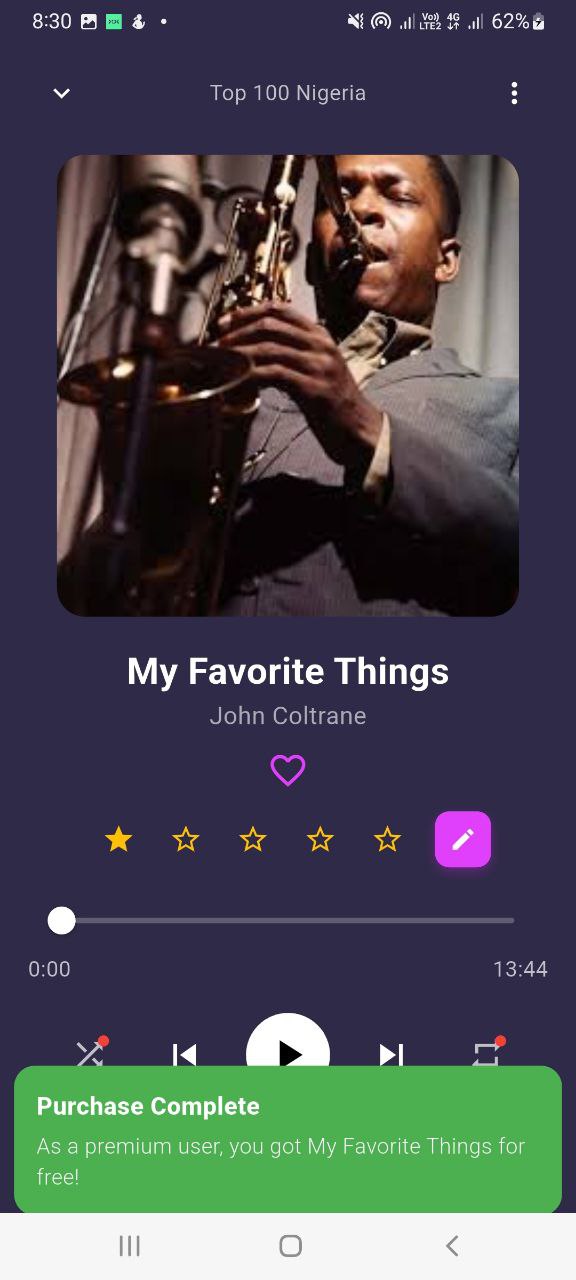 8:30
Vo))
LTE2
4G
62%
Top 100 Nigeria
My Favorite Things
John Coltrane
0:00
13:44
Purchase Complete
As a premium user, you got My Favorite Things for
free!